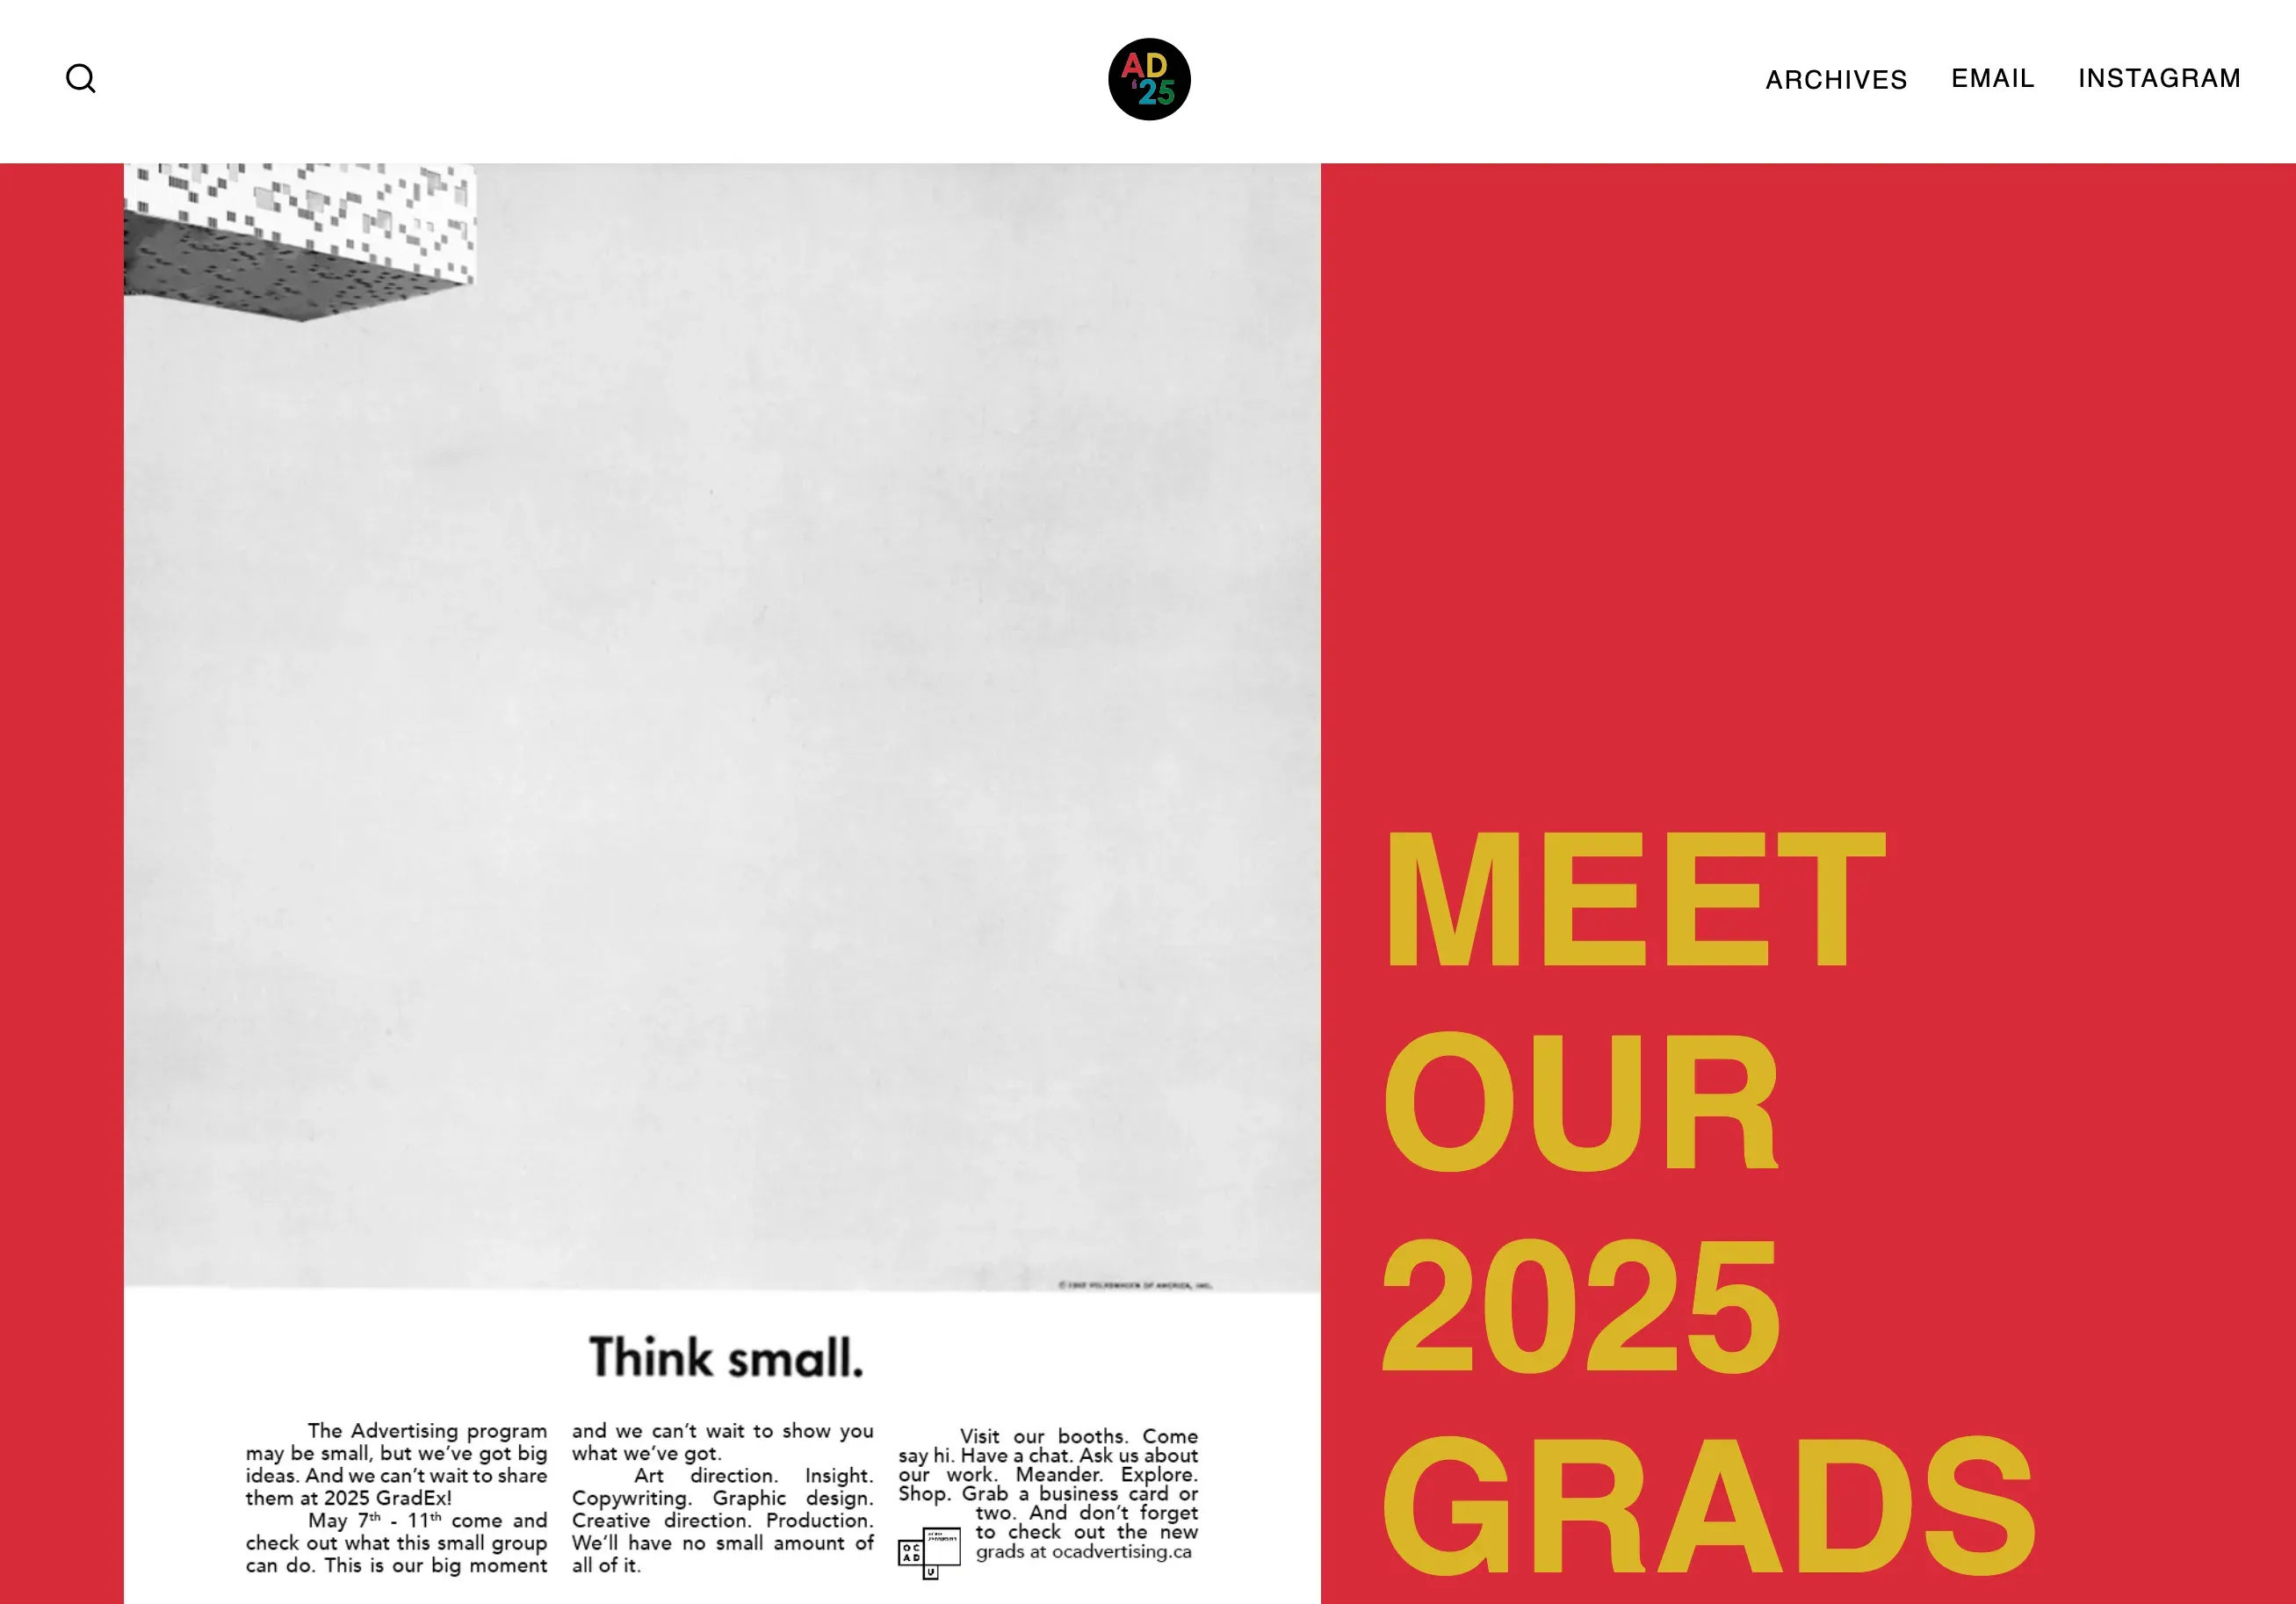 AD
'25
ARCHIVES
EMAIL
INSTAGRAM
MEET
OUR
2025
GRADS
Think small.
The Advertising program
may be small, but we've got big
ideas. And we can't wait to share
them at 2025 GradEx!
May 7th - 11th come and
check out what this small group
can do. This is our big moment
and we can't wait to show you
what we've got.
Art direction. Insight.
Copywriting. Graphic design.
Creative direction. Production.
We'll have no small amount of
all of it.
Visit our booths. Come
say hi. Have a chat. Ask us about
our work. Meander. Explore.
Shop. Grab a business card or
two. And don't forget
to check out the new
grads at ocadvertising.ca
OC
AD
U